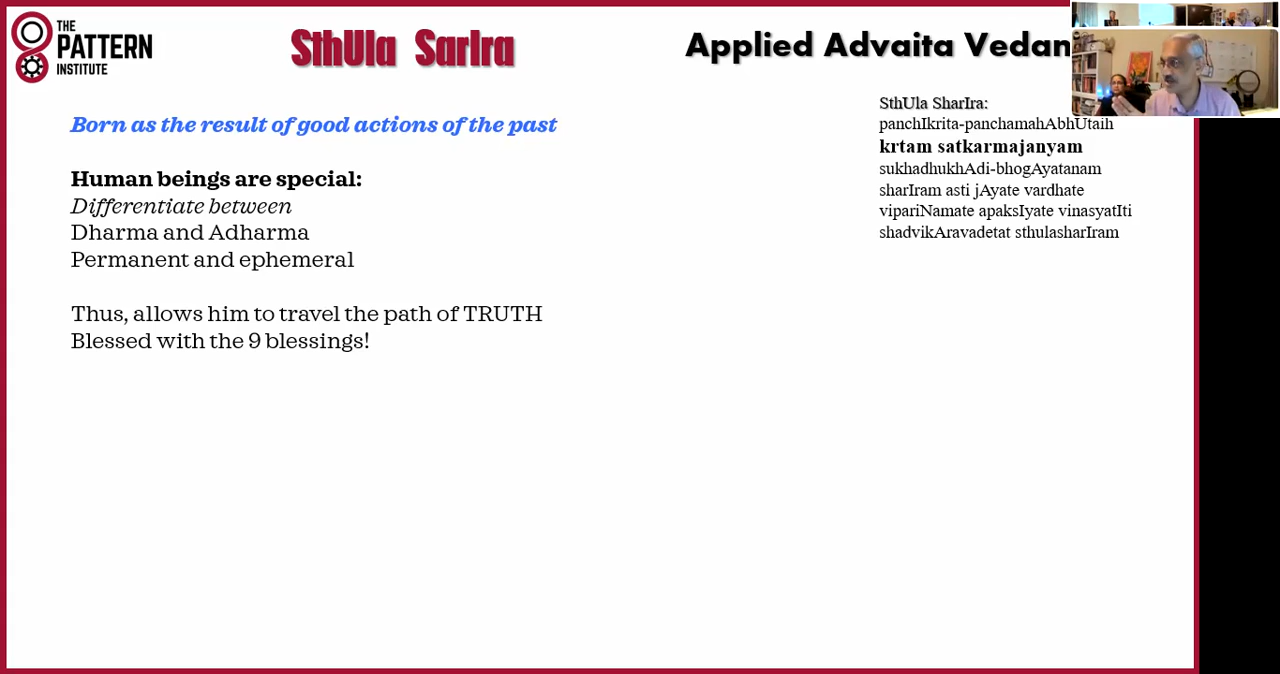 THE
PATTERN
INSTITUTE
SthUla SarIra
Applied Advaita
Born as the result of good actions of the past
Human beings are special:
Differentiate between
Dharma and Adharma
Permanent and ephemeral
Thus, allows him to travel the path of TRUTH
Blessed with the 9 blessings!
SthUla SharIra:
panchIkrita-panchamahAbhUtaih
krtam satkarmajanyam
sukhadhukhAdi-bhogAyatanam
sharIram asti jAyate vardhate
vipariNamate apaksIyate vinasyatIti
shadvikAravadetat sthulasharIram